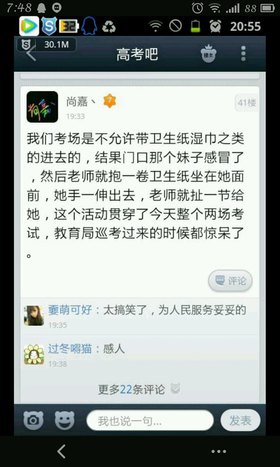 7:48
88
20:55
30.1M
高考吧
尚嘉丶
7
41楼
我们考场是不允许带卫生纸湿巾之类
的进去的，结果门口那个妹子感冒了
，然后老师就抱一卷卫生纸坐在她面
前，她手一伸出去，老师就扯一节给
她，这个活动贯穿了今天整个两场考
试，教育局巡考过来的时候都惊呆了
。
评论
萌可好：太搞笑了，为人民服务妥妥的
19:35
过冬嘚猫：感人
19:38
更多22条评论
我也说一句...
发表